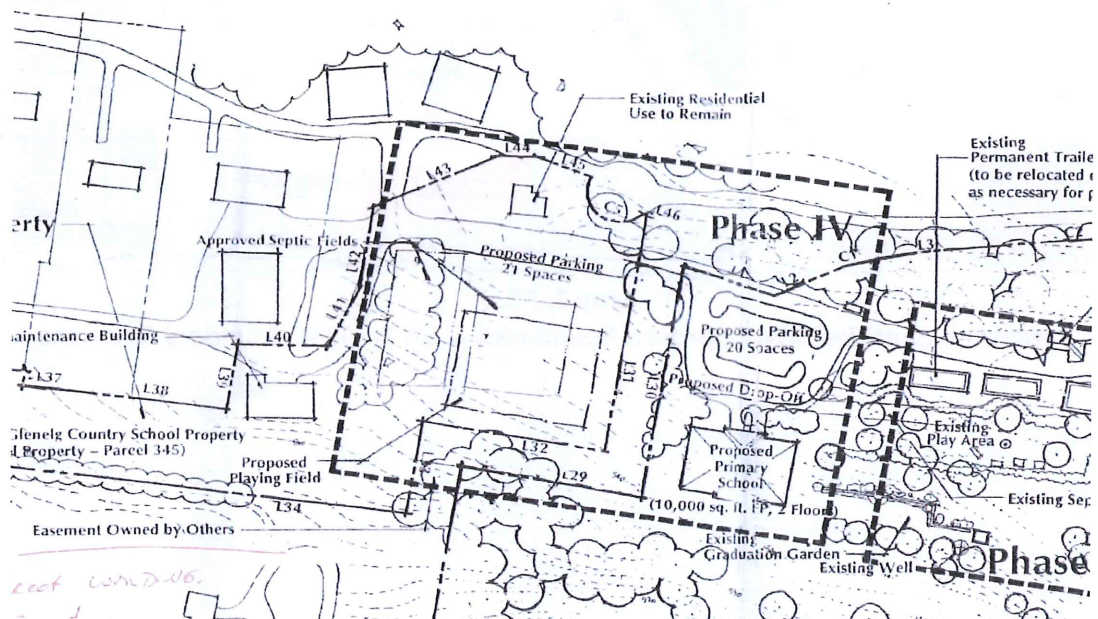 Existing Residential
Use to Remain
Existing
Permanent Traile
(to be relocated
as necessary for
L44
L45
L43
L46
Phase IV
L3
erty
Approved Septic Fields
Proposed Parking
21 Spaces
L42
L41
Proposed Parking
20 Spaces
aintenance Building
L40
L39
L37
L38
L31
L30
Proposed Drop-Off
Existing
Play Area
Glenelg Country School Property
Property – Parcel 345)
Proposed
Playing Field
L32
L29
Proposed
Primary
School
(10,000 sq. ft. FP, 2 Floors)
Existing Sep
L34
Easement Owned by Others
Existing
Graduation Garden
Existing Well
Phase